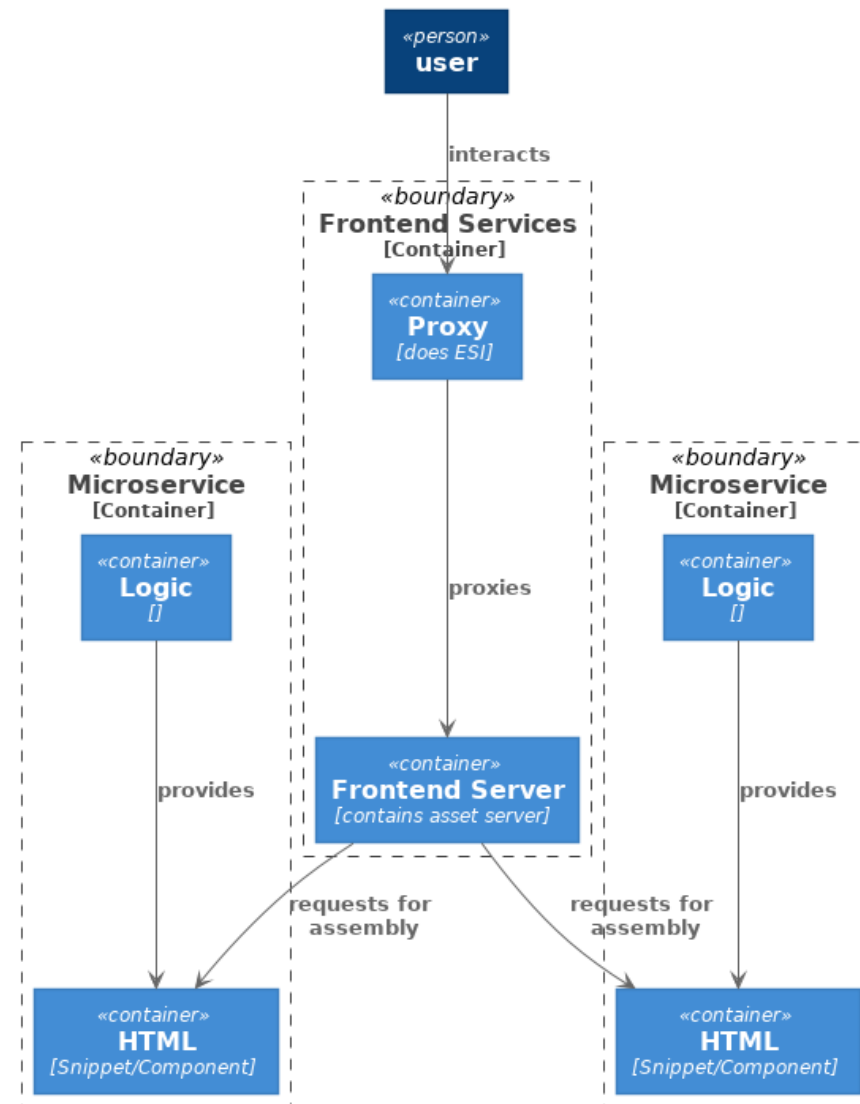 «person»
user
interacts
«boundary»
Frontend Services
[Container]
«container»
Proxy
[does ESI]
«boundary»
Microservice
[Container]
«boundary»
Microservice
[Container]
«container»
Logic
[]
proxies
«container»
Logic
[]
provides
«container»
Frontend Server
[contains asset server]
provides
requests for
assembly
requests for
assembly
«container»
HTML
[Snippet/Component]
«container»
HTML
[Snippet/Component]